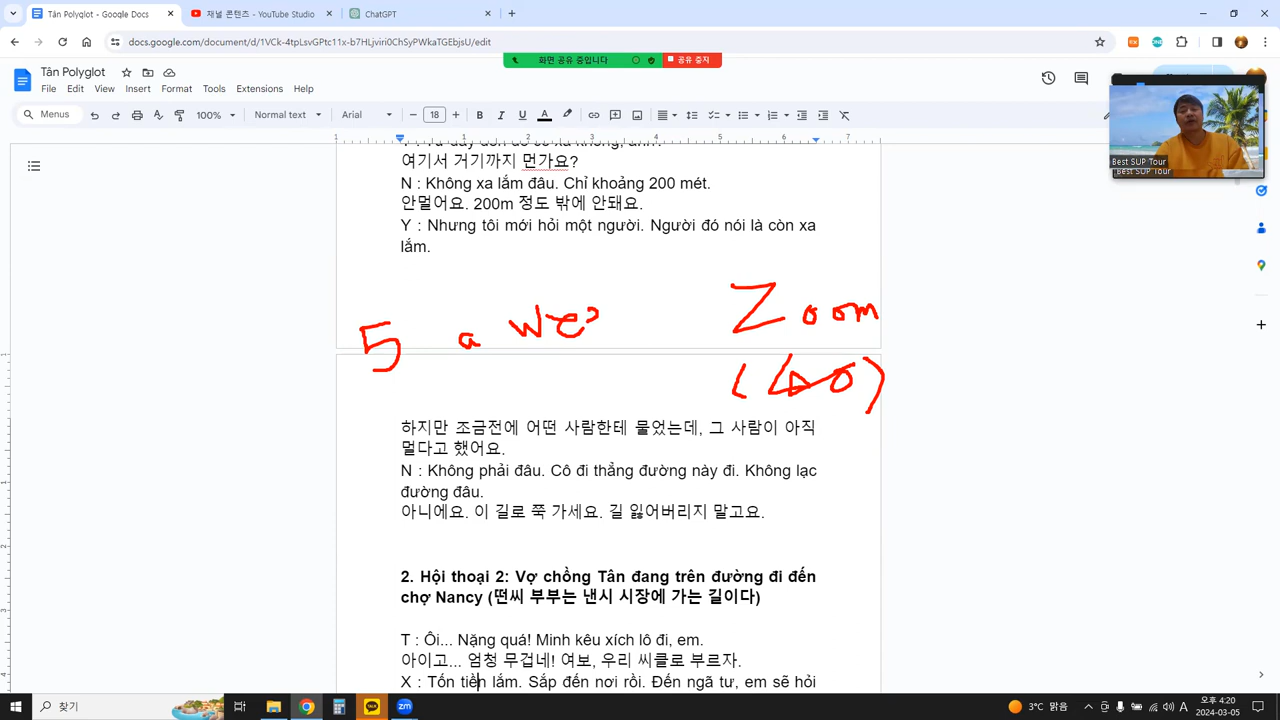 Tân Polyglot - Google Docs
채널 콘텐츠 - YouTube Studio
ChatGPT
docs.google.com/document/d/1VCk-4tpLsvGPtc11x-b7HLjviri0ChSyPWkaTGEbjsU/edit
화면 공유 중입니다
공유 중지
Tân Polyglot
File Edit View Insert Format Tools Extensions Help
Menus
100%
Normal text
Arial
18
B I U A
1 1 2 3 4 5 6 7
여기서 거기까지 먼가요?
N : Không xa lắm đâu. Chỉ khoảng 200 mét.
안멀어요. 200m 정도 밖에 안돼요.
Y : Nhưng tôi mới hỏi một người. Người đó nói là còn xa
lắm.
Zoom
5 a
하지만 조금전에 어떤 사람한테 물었는데, 그 사람이 아직
멀다고 했어요.
N : Không phải đâu. Cô đi thẳng đường này đi. Không lạc
đường đâu.
아니에요. 이 길로 쭉 가세요. 길 잃어버리지 말고요.
2. Hội thoại 2: Vợ chồng Tân đang trên đường đi đến
chợ Nancy (떤씨 부부는 낸시 시장에 가는 길이다)
T : Ôi... Nặng quá! Minh kêu xích lô đi, em.
아이고... 엄청 무겁네! 여보, 우리 씨클로 부르자.
X : Tốn tiền lắm. Sắp đến nơi rồi. Đến ngã tư, em sẽ hỏi
Best SUP Tour
Best SUP Tour
찾기
3°C 맑음
A
오후 4:20
2024-03-05